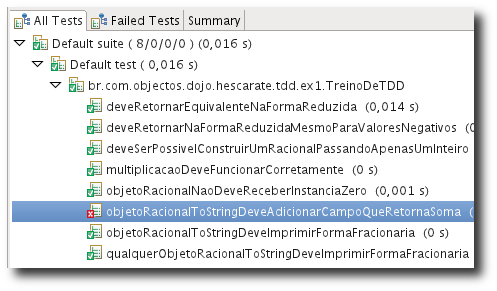 All Tests Failed Tests Summary
Default suite ( 8/0/0/0 ) (0,016 s)
Default test ( 0,016 s)
br.com.objectos.dojo.hescarate.tdd.ex1.TreinoDeTDD
deveRetornarEquivalenteNaFormaReduzida (0,014 s)
deveRetornarNaFormaReduzidaMesmoParaValoresNegativos (0
deveSerPossivelConstruirUmRacionalPassandoApenasUmInteiro
multiplicacaoDeveFuncionarCorretamente (0 s)
objetoRacionalNaoDeveReceberInstanciaZero (0,001 s)
objetoRacionalToStringDeveAdicionarCampoQueRetornaSoma (
objetoRacionalToStringDeveImprimirFormaFracionaria (0 s)
qualquerObjetoRacionalToStringDeveImprimirFormaFracionaria